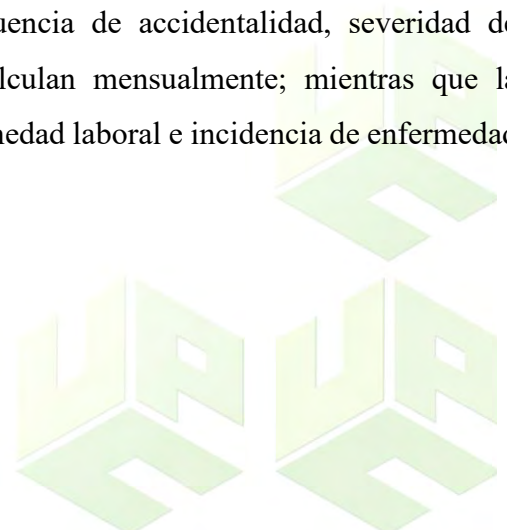 uencia de accidentalidad, severidad de
lculan mensualmente; mientras que la
nedad laboral e incidencia de enfermedad
U P C
U P C